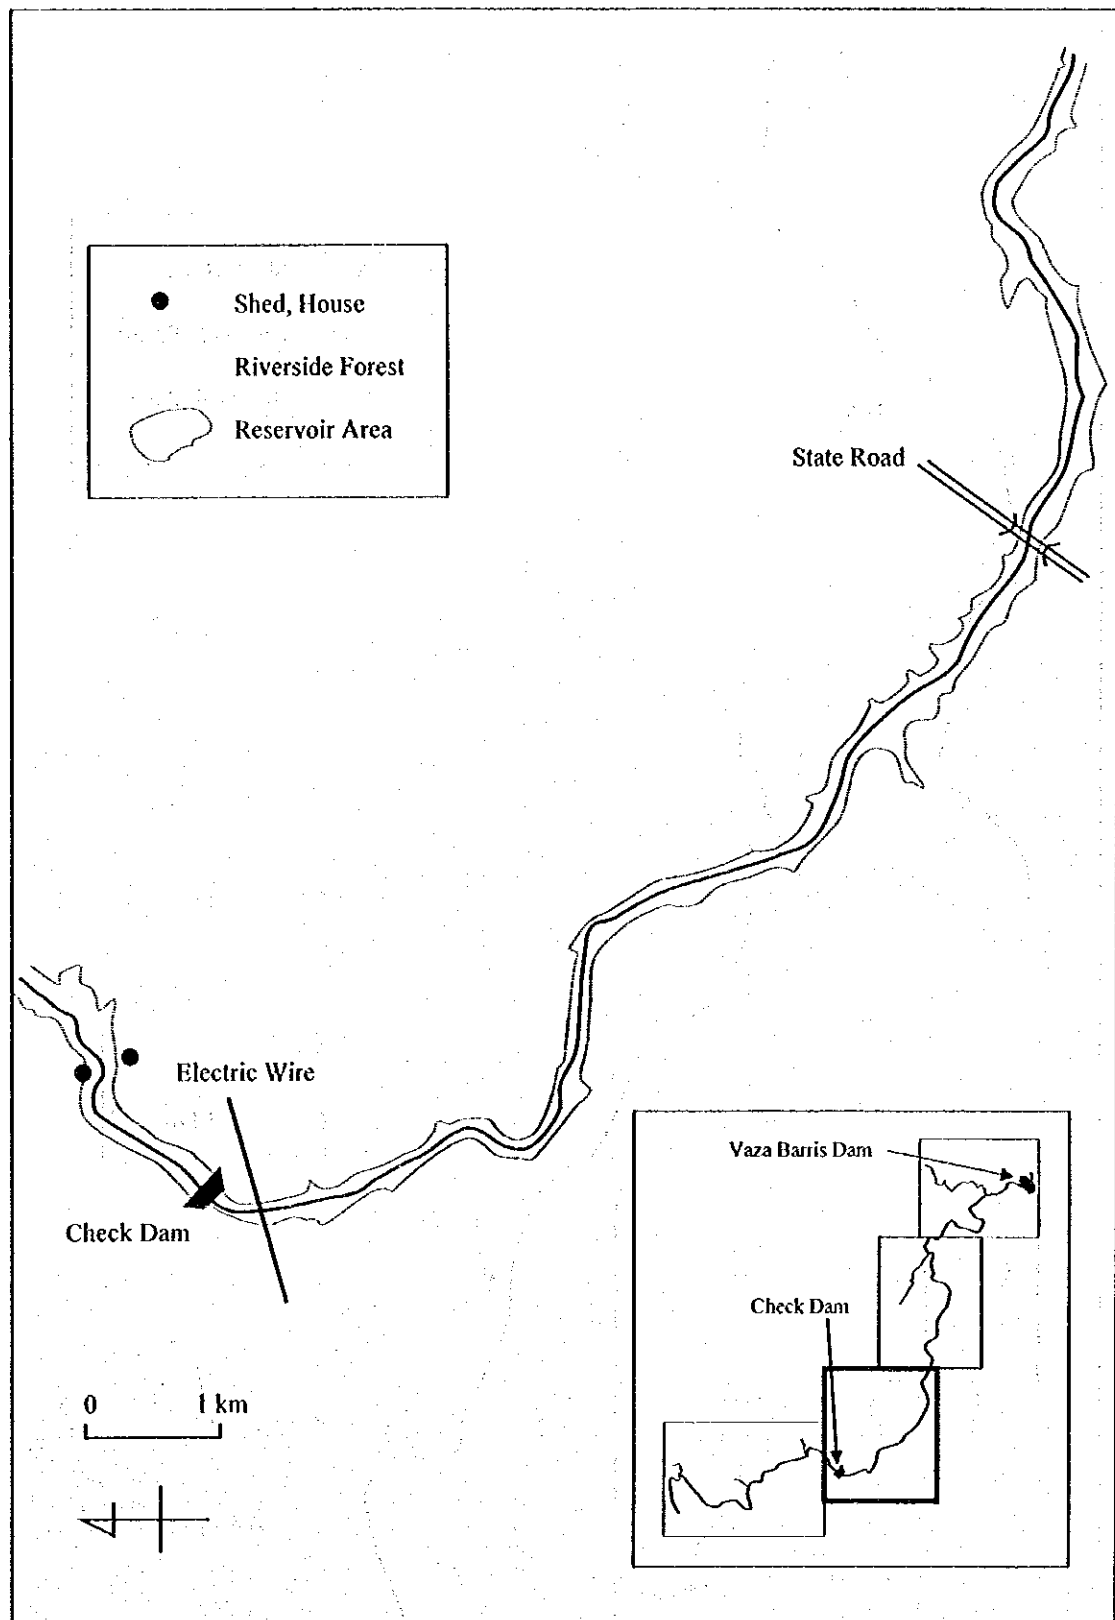 Shed, House
Riverside Forest
Reservoir Area
State Road
Electric Wire
Check Dam
0 1 km
Vaza Barris Dam
Check Dam